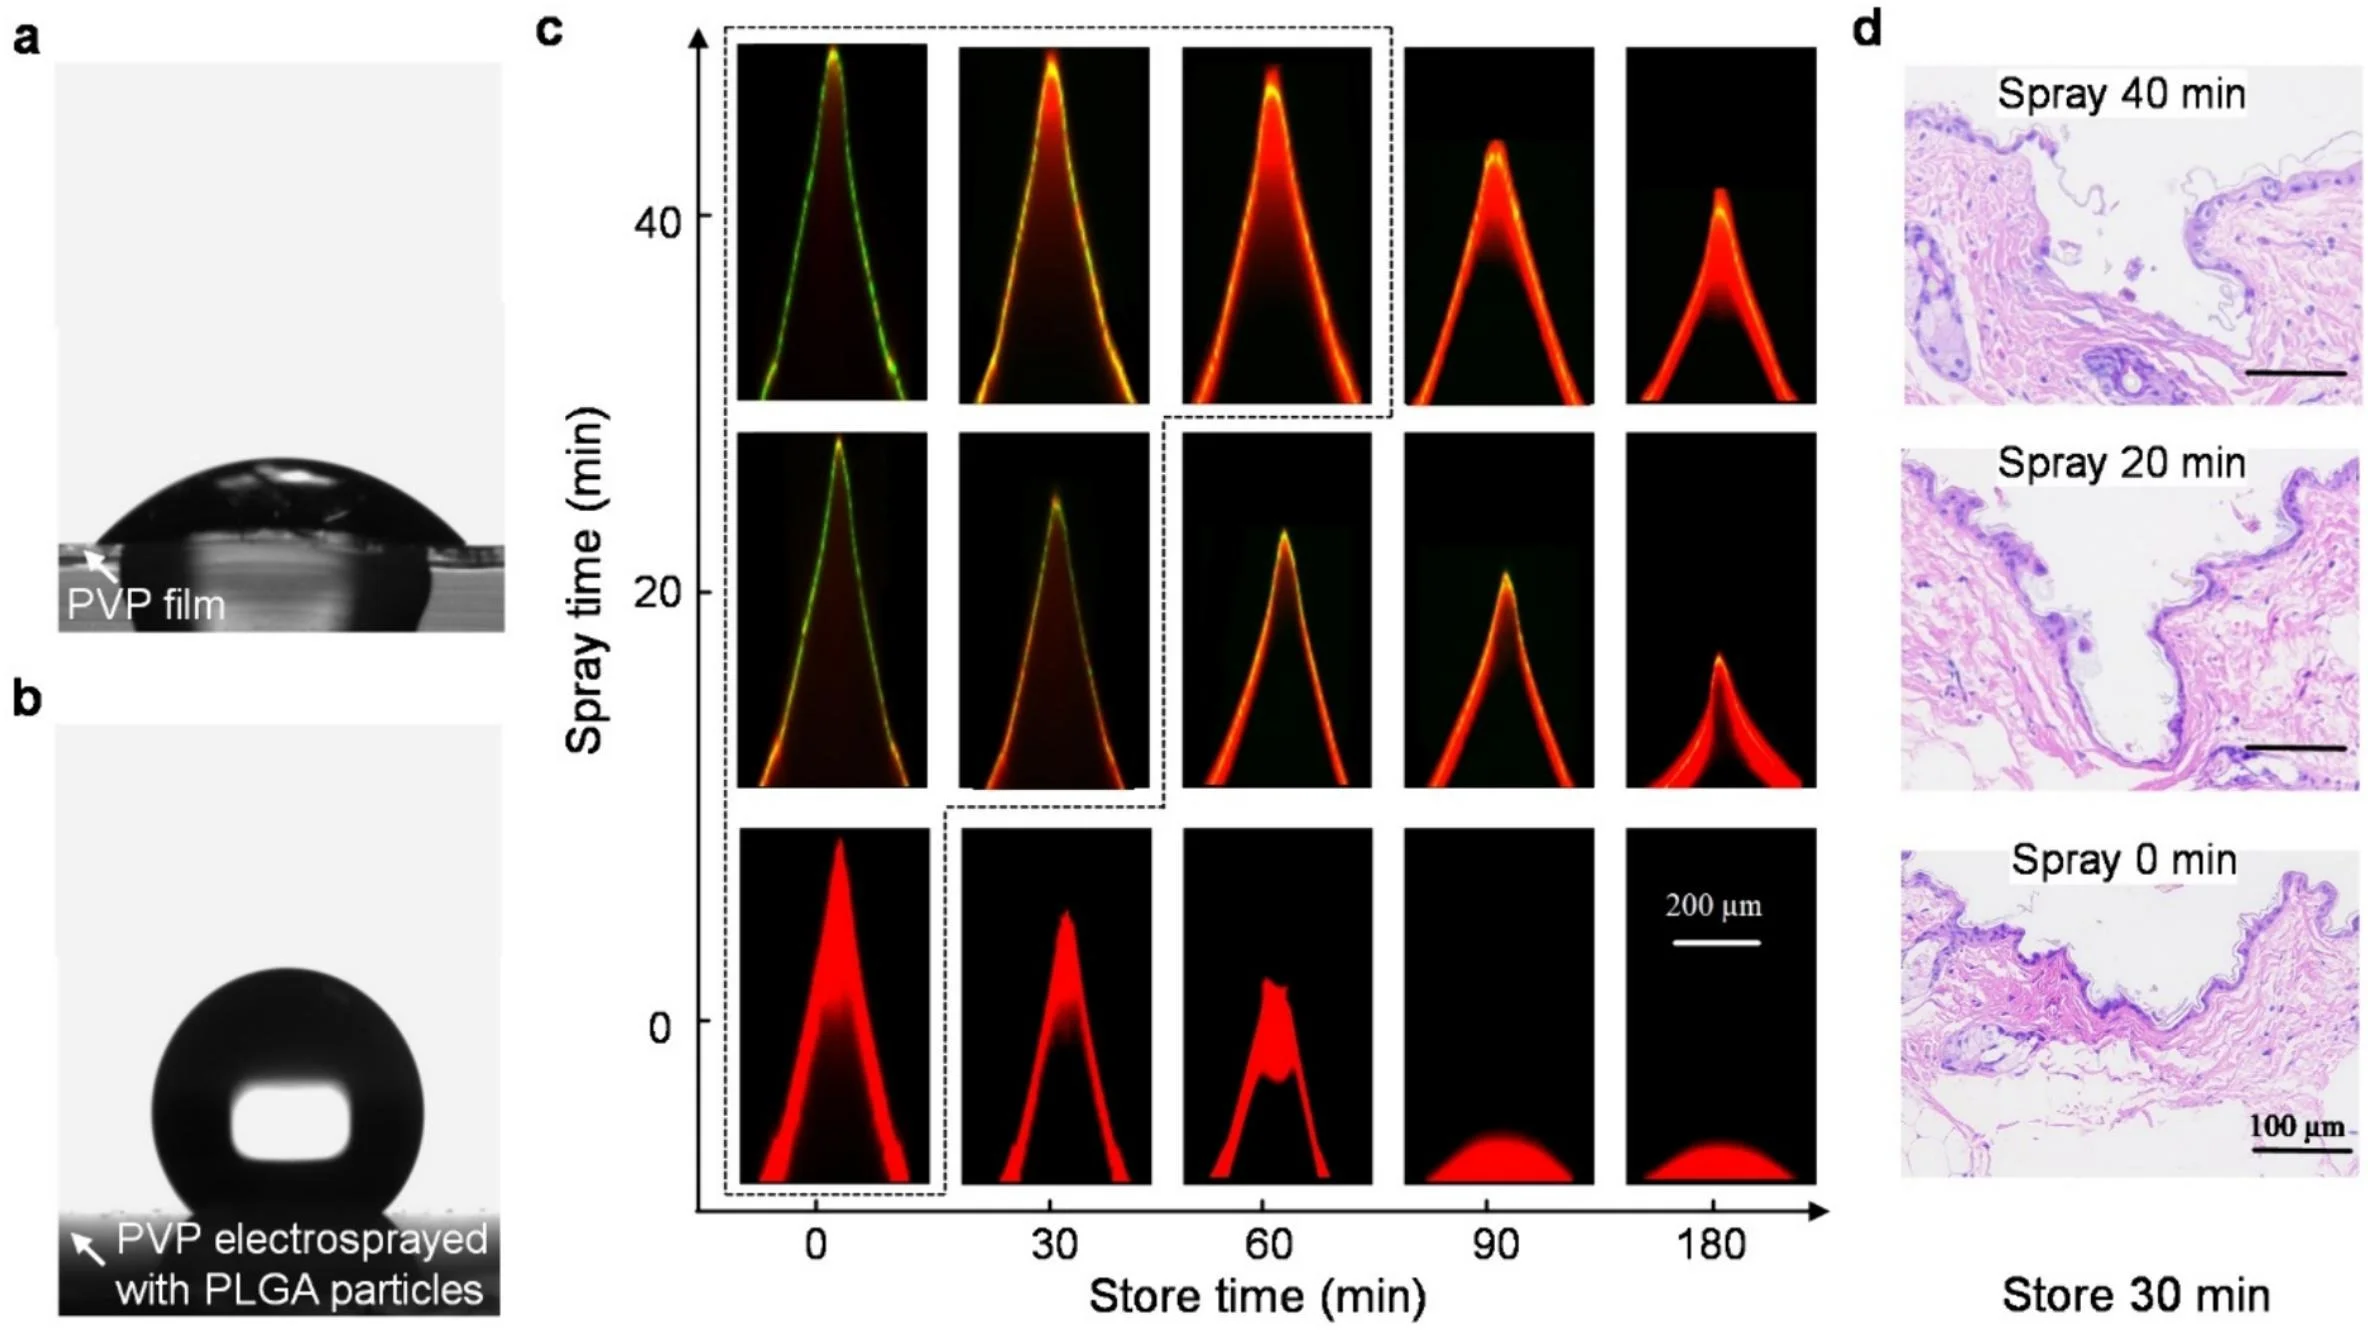 a
PVP film
b
PVP electrosprayed
with PLGA particles
c
Spray time (min)
40
20
0
200 μm
0
30
60
90
180
Store time (min)
d
Spray 40 min
Spray 20 min
Spray 0 min
100 μm
Store 30 min